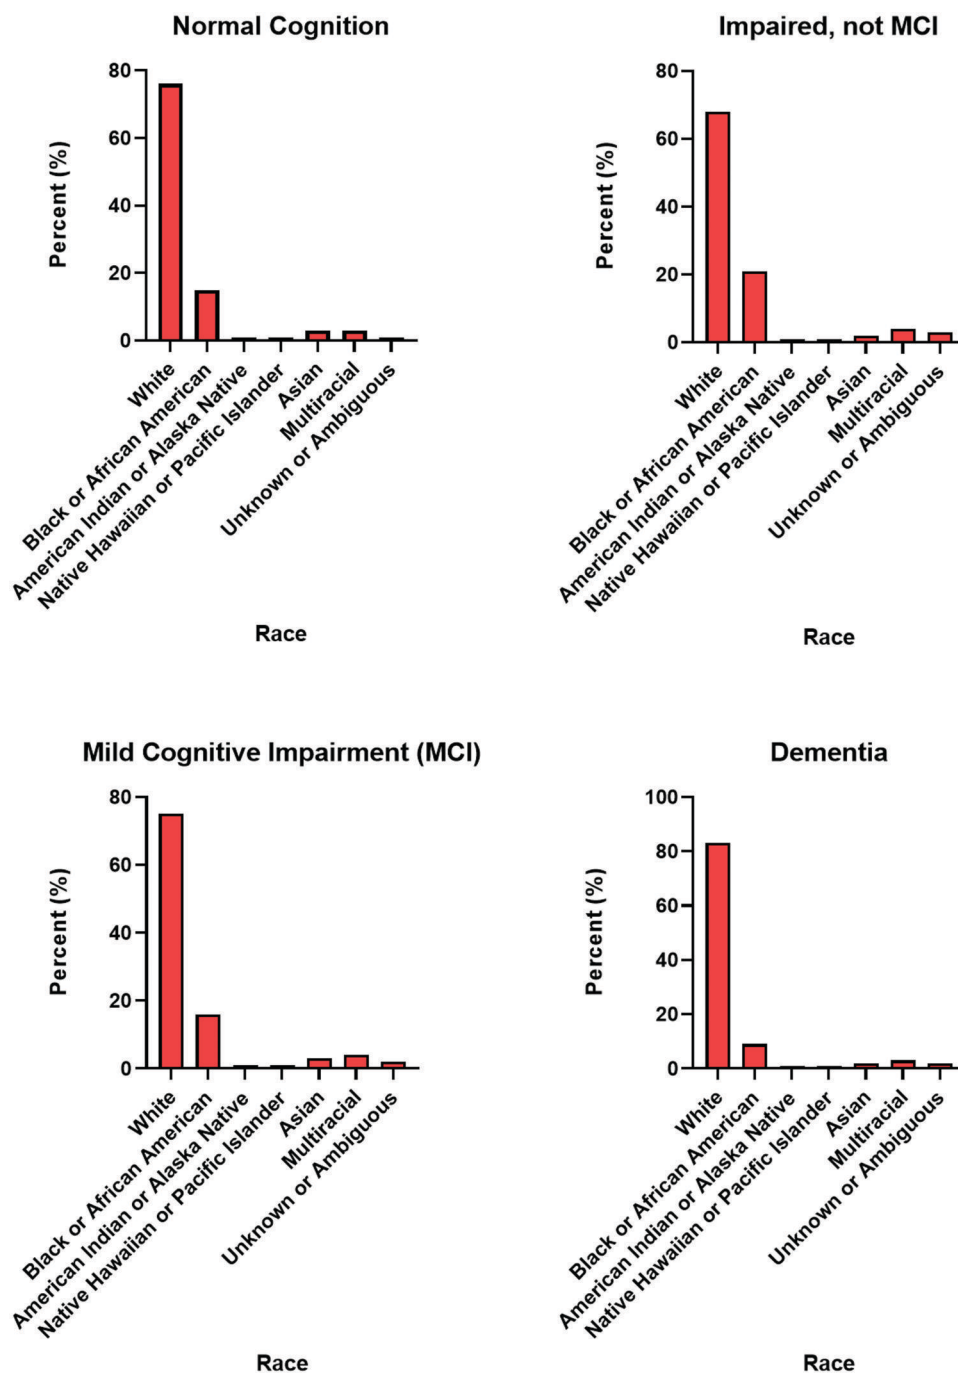 Normal Cognition
Percent (%)
80
60
40
20
0
White
Black or African American
American Indian or Alaska Native
Native Hawaiian or Pacific Islander
Asian
Multiracial
Unknown or Ambiguous
Race
Impaired, not MCI
Percent (%)
80
60
40
20
0
White
Black or African American
American Indian or Alaska Native
Native Hawaiian or Pacific Islander
Asian
Multiracial
Unknown or Ambiguous
Race
Mild Cognitive Impairment (MCI)
Percent (%)
80
60
40
20
0
White
Black or African American
American Indian or Alaska Native
Native Hawaiian or Pacific Islander
Asian
Multiracial
Unknown or Ambiguous
Race
Dementia
Percent (%)
100
80
60
40
20
0
White
Black or African American
American Indian or Alaska Native
Native Hawaiian or Pacific Islander
Asian
Multiracial
Unknown or Ambiguous
Race